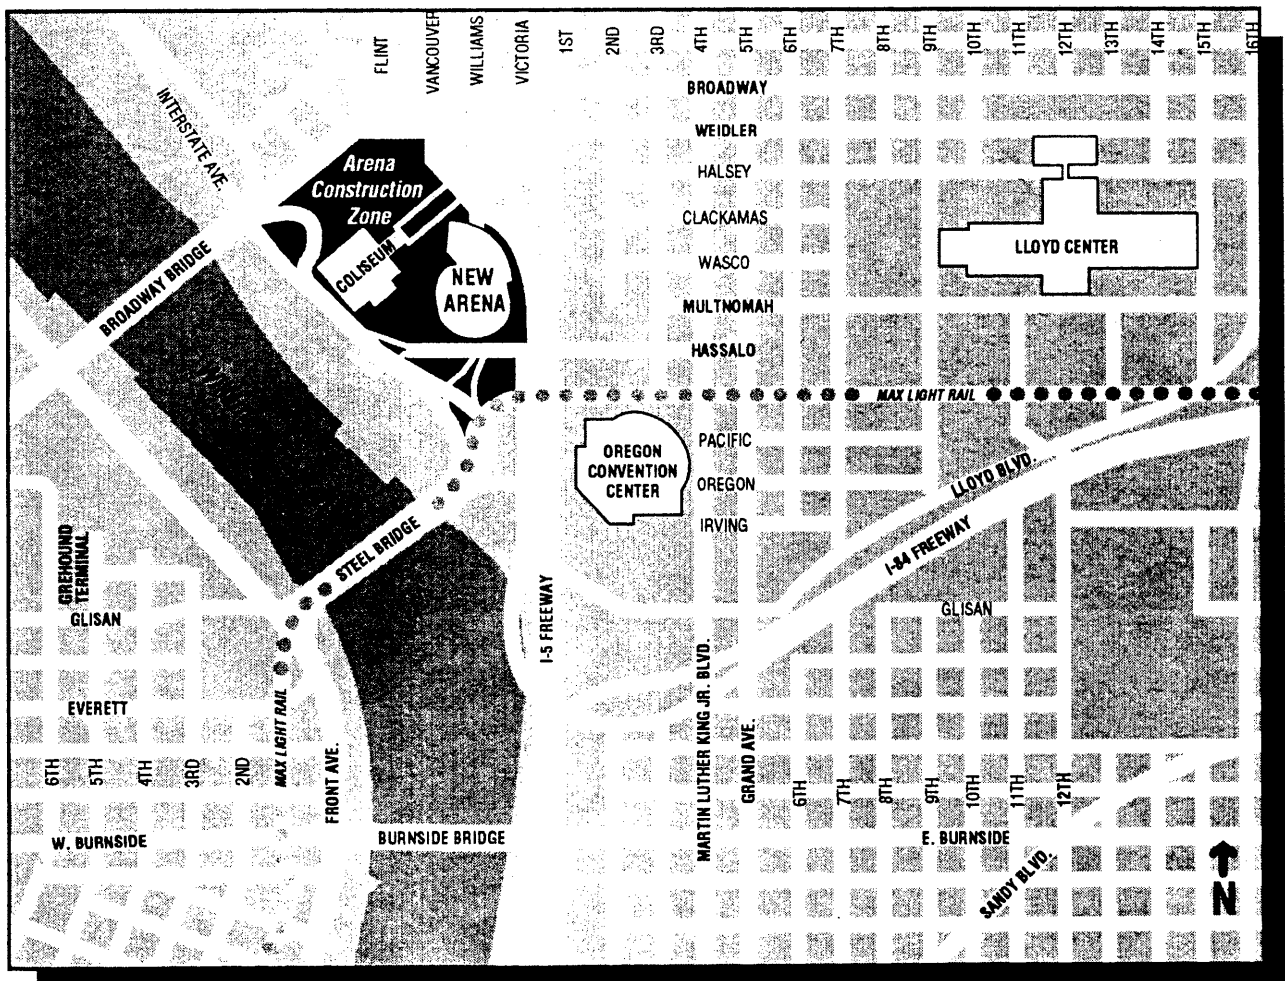 FLINT
VANCOUVER
WILLIAMS
VICTORIA
1ST
2ND
3RD
4TH
5TH
6TH
7TH
8TH
9TH
10TH
11TH
12TH
13TH
14TH
15TH
16TH
BROADWAY
WEIDLER
HALSEY
CLACKAMAS
WASCO
MULTNOMAH
HASSALO
INTERSTATE AVE.
Arena
Construction
Zone
COLISEUM
NEW
ARENA
LLOYD CENTER
BROADWAY BRIDGE
MAX LIGHT RAIL
OREGON
CONVENTION
CENTER
PACIFIC
OREGON
IRVING
LLOYD BLVD.
I-84 FREEWAY
STEEL BRIDGE
GREHOUND
TERMINAL
GLISAN
GLISAN
I-5 FREEWAY
EVERETT
MAX LIGHT RAIL
FRONT AVE.
MARTIN LUTHER KING JR. BLVD.
GRAND AVE.
6TH
5TH
4TH
3RD
2ND
6TH
7TH
8TH
9TH
10TH
11TH
12TH
W. BURNSIDE
BURNSIDE BRIDGE
E. BURNSIDE
SANDY BLVD.
N